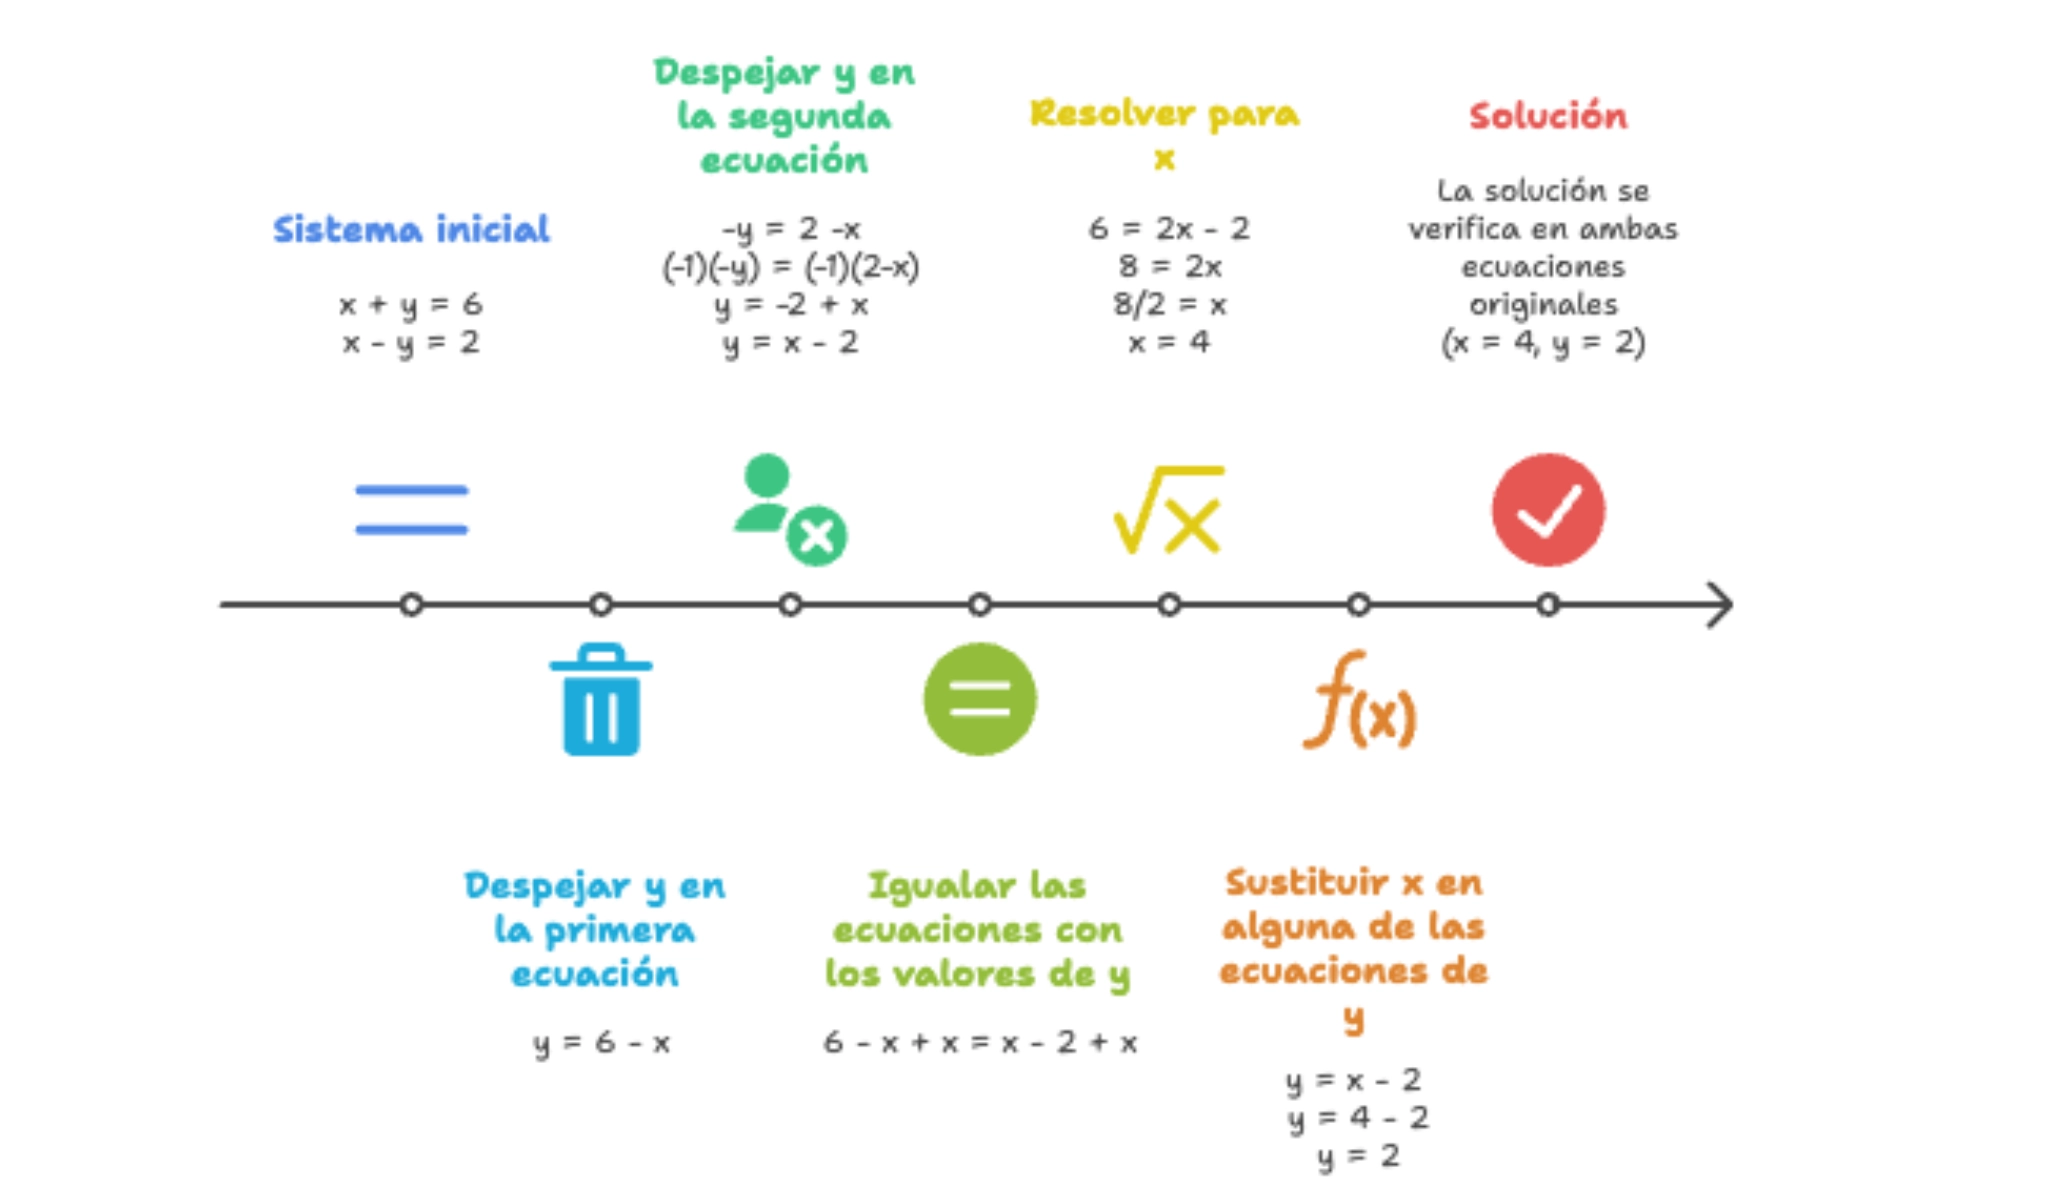 Sistema inicial
x + y = 6
x - y = 2
Despejar y en
la primera
ecuación
y = 6 - x
Despejar y en
la segunda
ecuación
-y = 2 -x
(-1)(-y) = (-1)(2-x)
y = -2 + x
y = x - 2
Igualar las
ecuaciones con
los valores de y
6 - x + x = x - 2 + x
Resolver para
x
6 = 2x - 2
8 = 2x
8/2 = x
x = 4
Sustituir x en
alguna de las
ecuaciones de
y
y = x - 2
y = 4 - 2
y = 2
Solución
La solución se
verifica en ambas
ecuaciones
originales
(x = 4, y = 2)
√x
f(x)